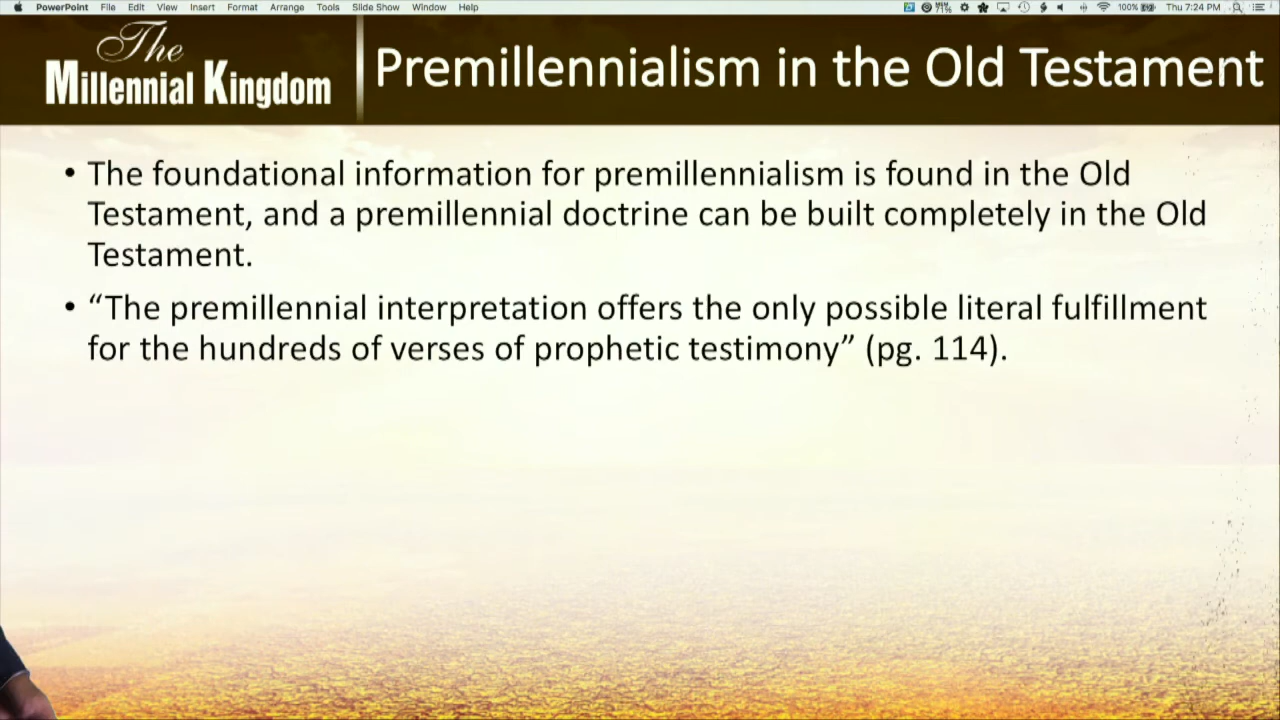 PowerPoint File Edit View Insert Format Arrange Tools Slide Show Window Help 71% 100% Thu 7:24 PM
The
Millennial Kingdom
Premillennialism in the Old Testament
• The foundational information for premillennialism is found in the Old
Testament, and a premillennial doctrine can be built completely in the Old
Testament.
• “The premillennial interpretation offers the only possible literal fulfillment
for the hundreds of verses of prophetic testimony” (pg. 114).